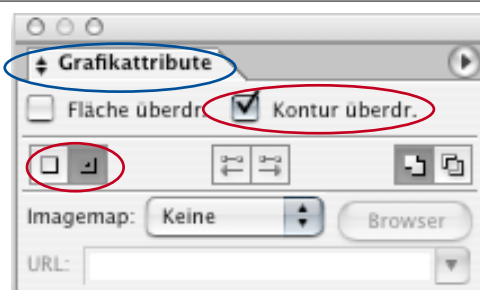 Grafikattribute
Fläche überdr. Kontur überdr.
Imagemap: Keine Browser
URL: